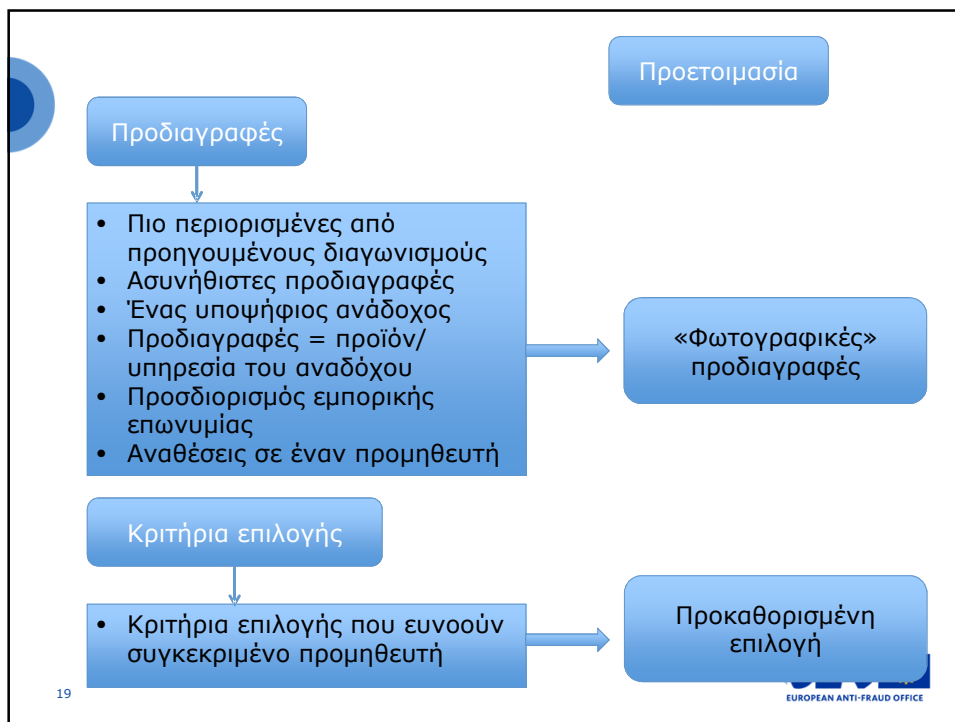 Προετοιμασία
Προδιαγραφές
• Πιο περιορισμένες από
προηγουμένους διαγωνισμούς
• Ασυνήθιστες προδιαγραφές
• Ένας υποψήφιος ανάδοχος
• Προδιαγραφές = προϊόν/
υπηρεσία του αναδόχου
• Προσδιορισμός εμπορικής
επωνυμίας
• Αναθέσεις σε έναν προμηθευτή
«Φωτογραφικές»
προδιαγραφές
Κριτήρια επιλογής
• Κριτήρια επιλογής που ευνοούν
συγκεκριμένο προμηθευτή
Προκαθορισμένη
επιλογή
19
EUROPEAN ANTI-FRAUD OFFICE